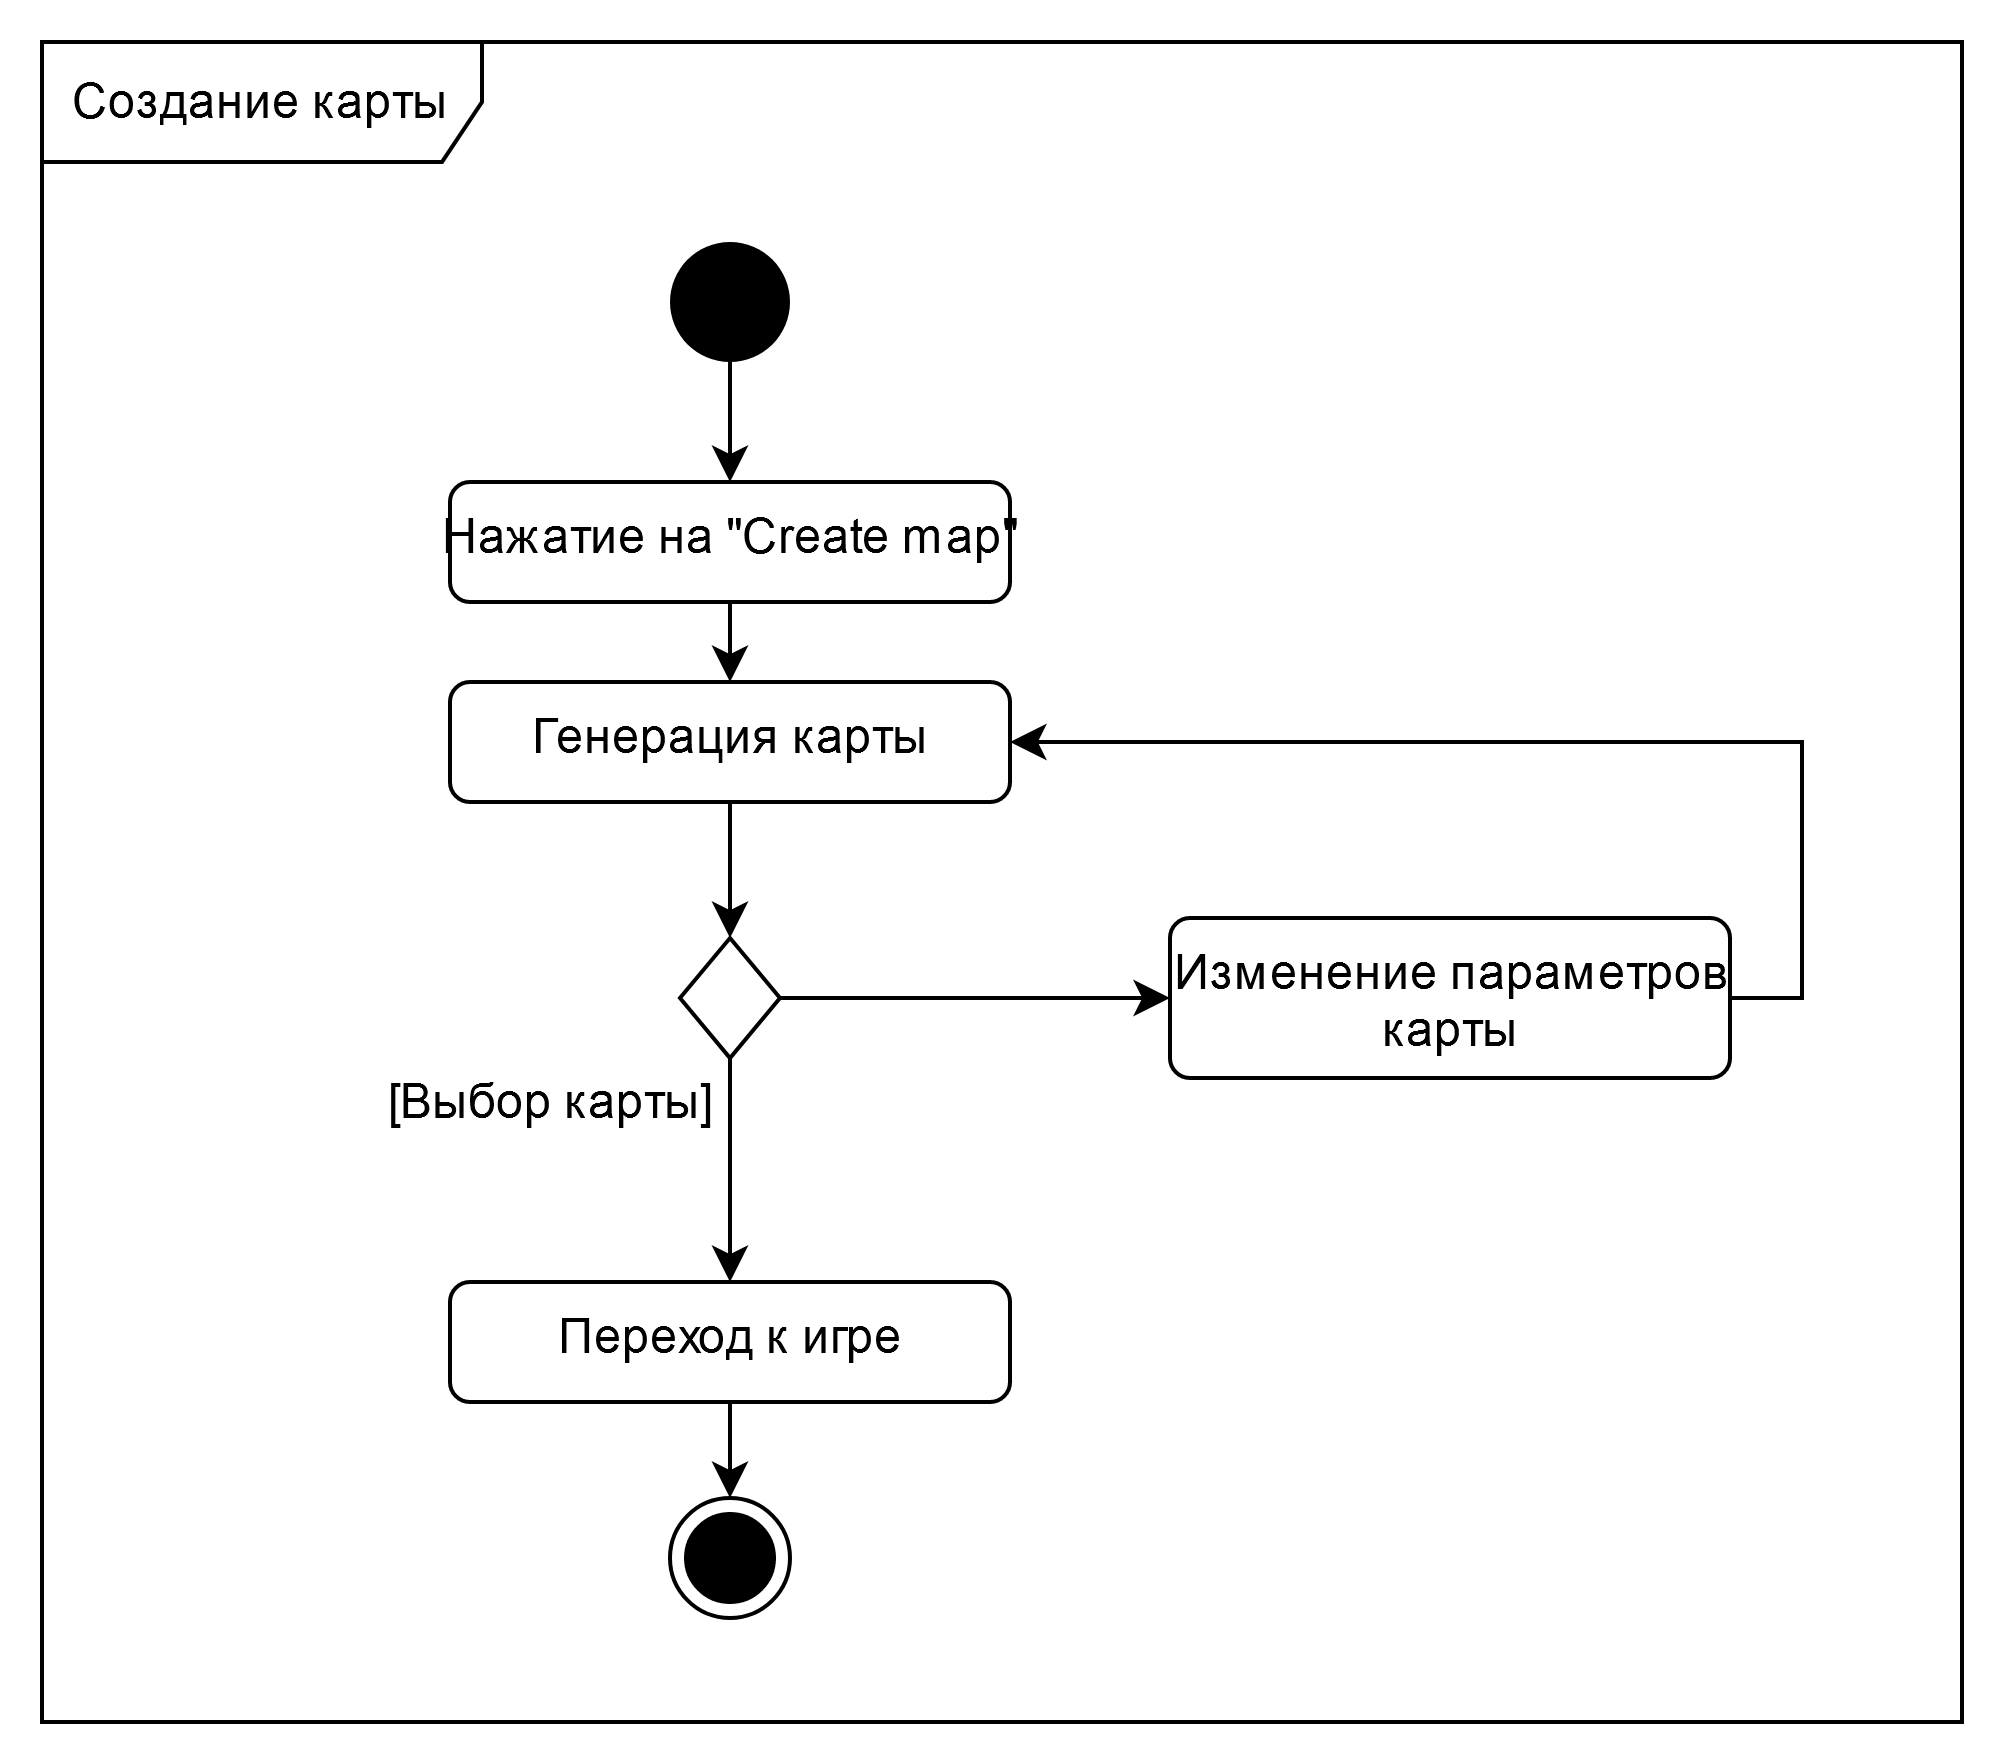 Создание карты
Нажатие на "Create map"
Генерация карты
Изменение параметров
карты
[Выбор карты]
Переход к игре